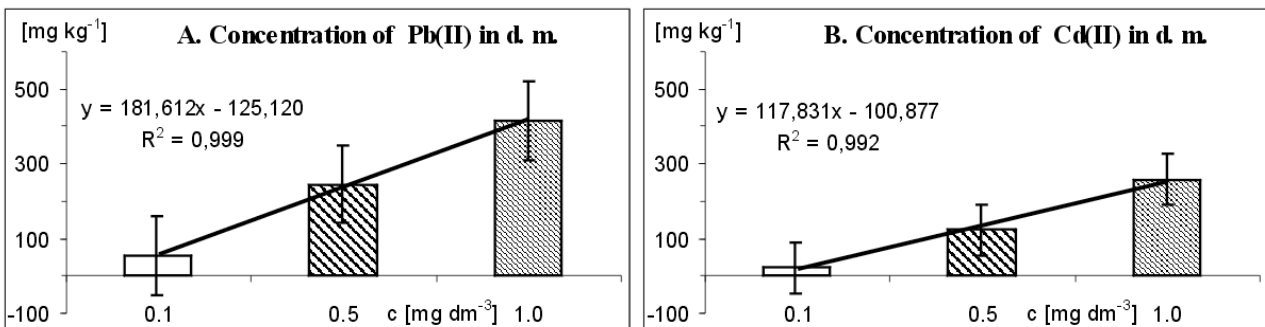 [mg kg⁻¹] A. Concentration of Pb(II) in d. m.
500
y = 181,612x - 125,120
R² = 0,999
300
100
-100
0.1 0.5 c [mg dm⁻³] 1.0
[mg kg⁻¹] B. Concentration of Cd(II) in d. m.
500
y = 117,831x - 100,877
R² = 0,992
300
100
-100
0.1 0.5 c [mg dm⁻³] 1.0